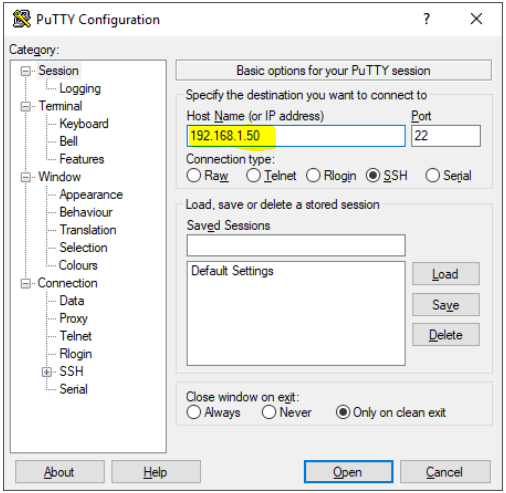 PuTTY Configuration
?
Category:
Session
Logging
Terminal
Keyboard
Bell
Features
Window
Appearance
Behaviour
Translation
Selection
Colours
Connection
Data
Proxy
Telnet
Rlogin
SSH
Serial
Basic options for your PuTTY session
Specify the destination you want to connect to
Host Name (or IP address) Port
192.168.1.50 22
Connection type:
Raw Telnet Rlogin SSH Serial
Load, save or delete a stored session
Saved Sessions
Default Settings
Load
Save
Delete
Close window on exit:
Always Never Only on clean exit
About Help Open Cancel